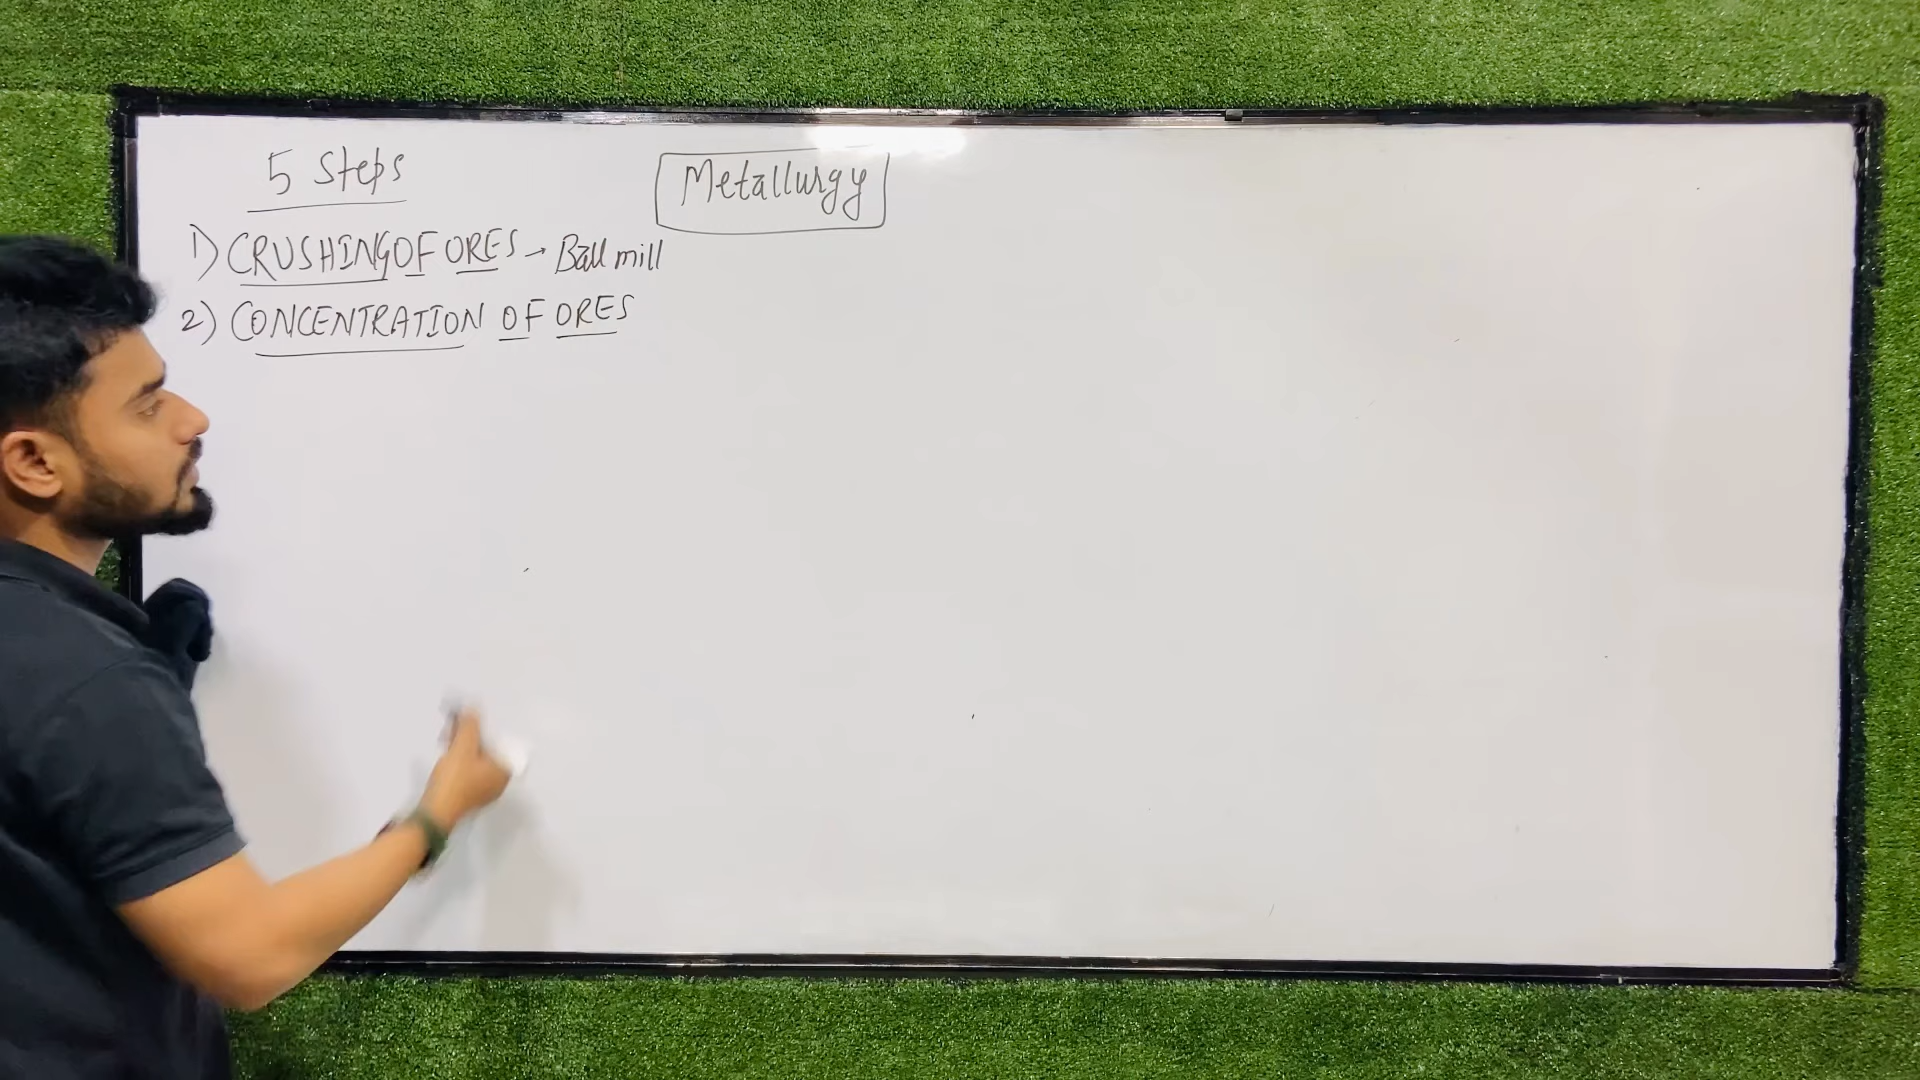 5 Steps
Metallurgy
1) CRUSHING OF ORES → Ball mill
2) CONCENTRATION OF ORES